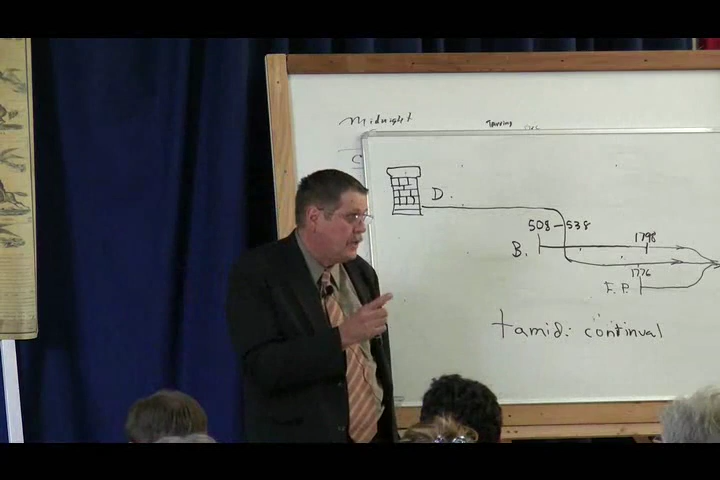 Midnight
D.
508 538
1798
B.
1776
F. P.
tamid: continual